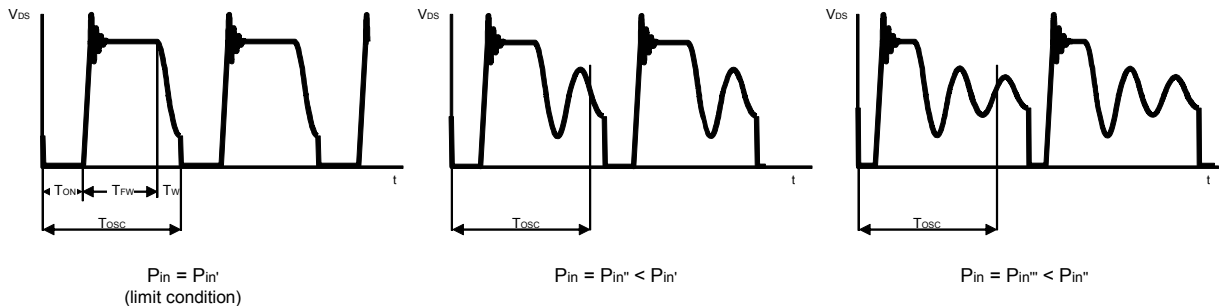 VDS
t
TON
TFW
TW
TOSC
Pin = Pin'
(limit condition)
VDS
t
TOSC
Pin = Pin'' < Pin'
VDS
t
TOSC
Pin = Pin''' < Pin''